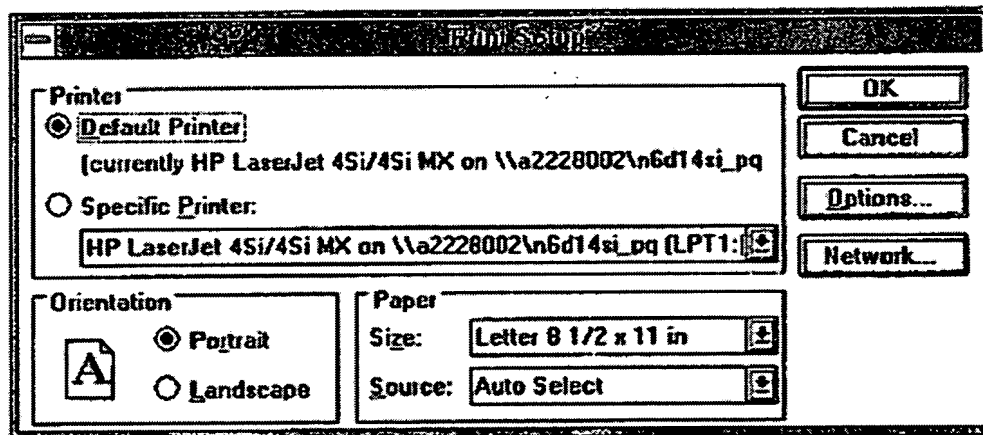 Print Setup
Printer
Default Printer
(currently HP LaserJet 4Si/4Si MX on \\a2228002\n6d14si_pq
Specific Printer:
HP LaserJet 4Si/4Si MX on \\a2228002\n6d14si_pq (LPT1:
OK
Cancel
Options...
Network...
Orientation
A
Portrait
Landscape
Paper
Size: Letter 8 1/2 x 11 in
Source: Auto Select